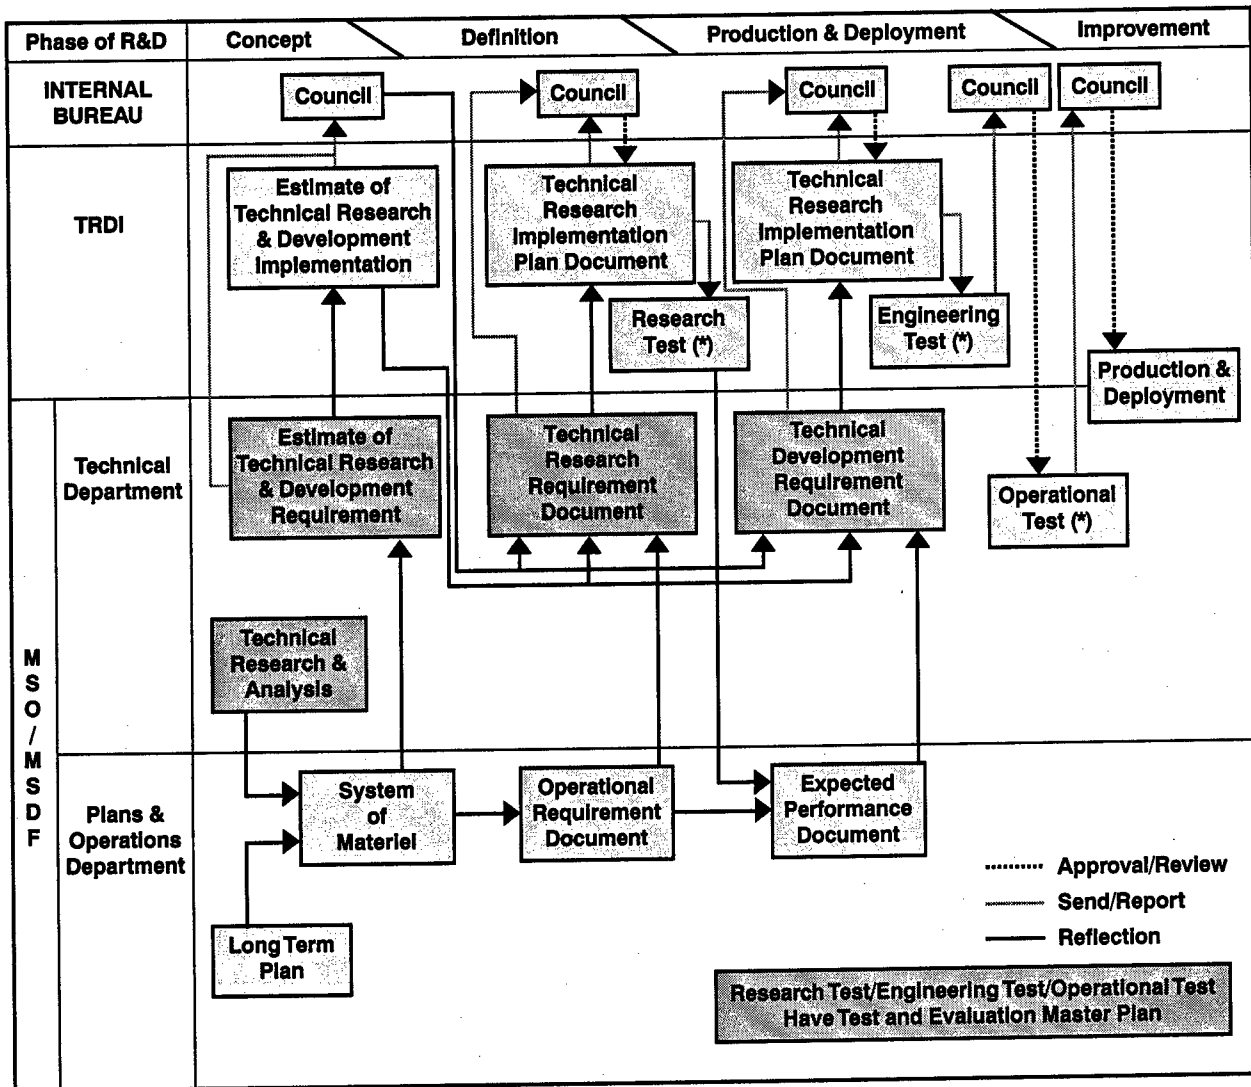 Phase of R&D
Concept
Definition
Production & Deployment
Improvement
INTERNAL
BUREAU
Council
Council
Council
Council
Council
TRDI
Estimate of
Technical Research
& Development
Implementation
Technical
Research
Implementation
Plan Document
Technical
Research
Implementation
Plan Document
Research
Test (*)
Engineering
Test (*)
Production &
Deployment
MSO/MSDF
Technical
Department
Estimate of
Technical Research
& Development
Requirement
Technical
Research
Requirement
Document
Technical
Development
Requirement
Document
Operational
Test (*)
Technical
Research &
Analysis
Plans &
Operations
Department
System
of
Materiel
Operational
Requirement
Document
Expected
Performance
Document
Long Term
Plan
Approval/Review
Send/Report
Reflection
Research Test/Engineering Test/Operational Test
Have Test and Evaluation Master Plan